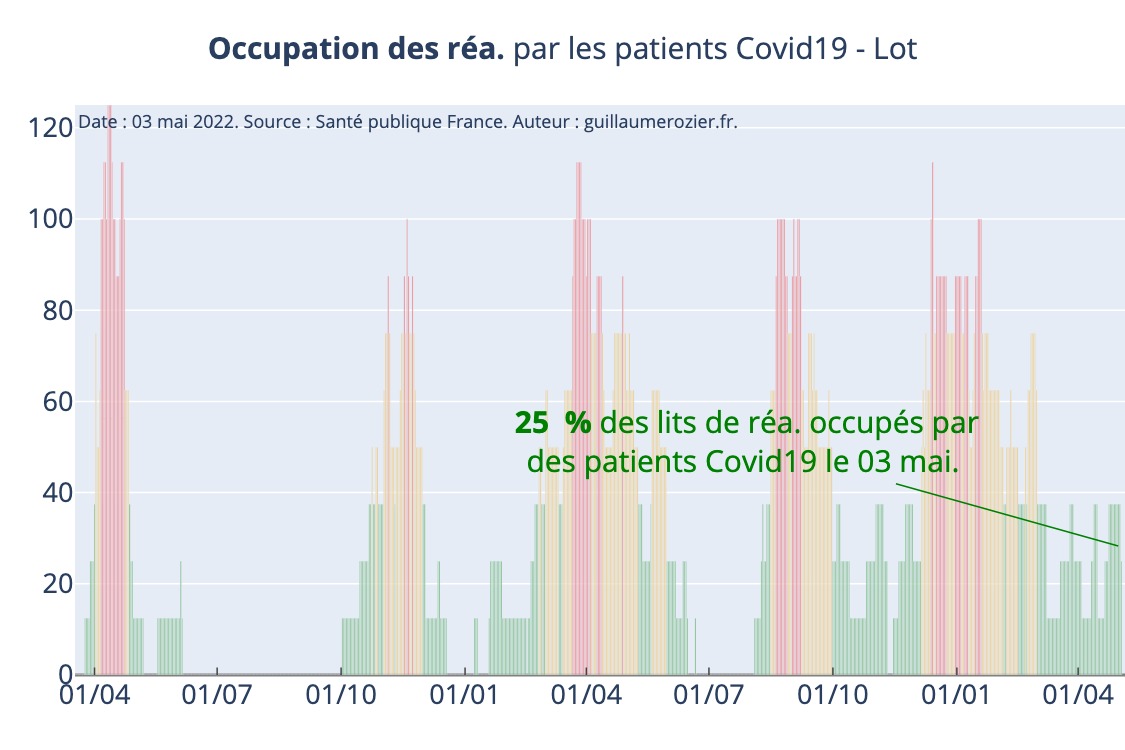 Occupation des réa. par les patients Covid19 - Lot
120
Date : 03 mai 2022. Source : Santé publique France. Auteur : guillaumerozier.fr.
100
80
60
25 % des lits de réa. occupés par
des patients Covid19 le 03 mai.
40
20
0
01/04 01/07 01/10 01/01 01/04 01/07 01/10 01/01 01/04